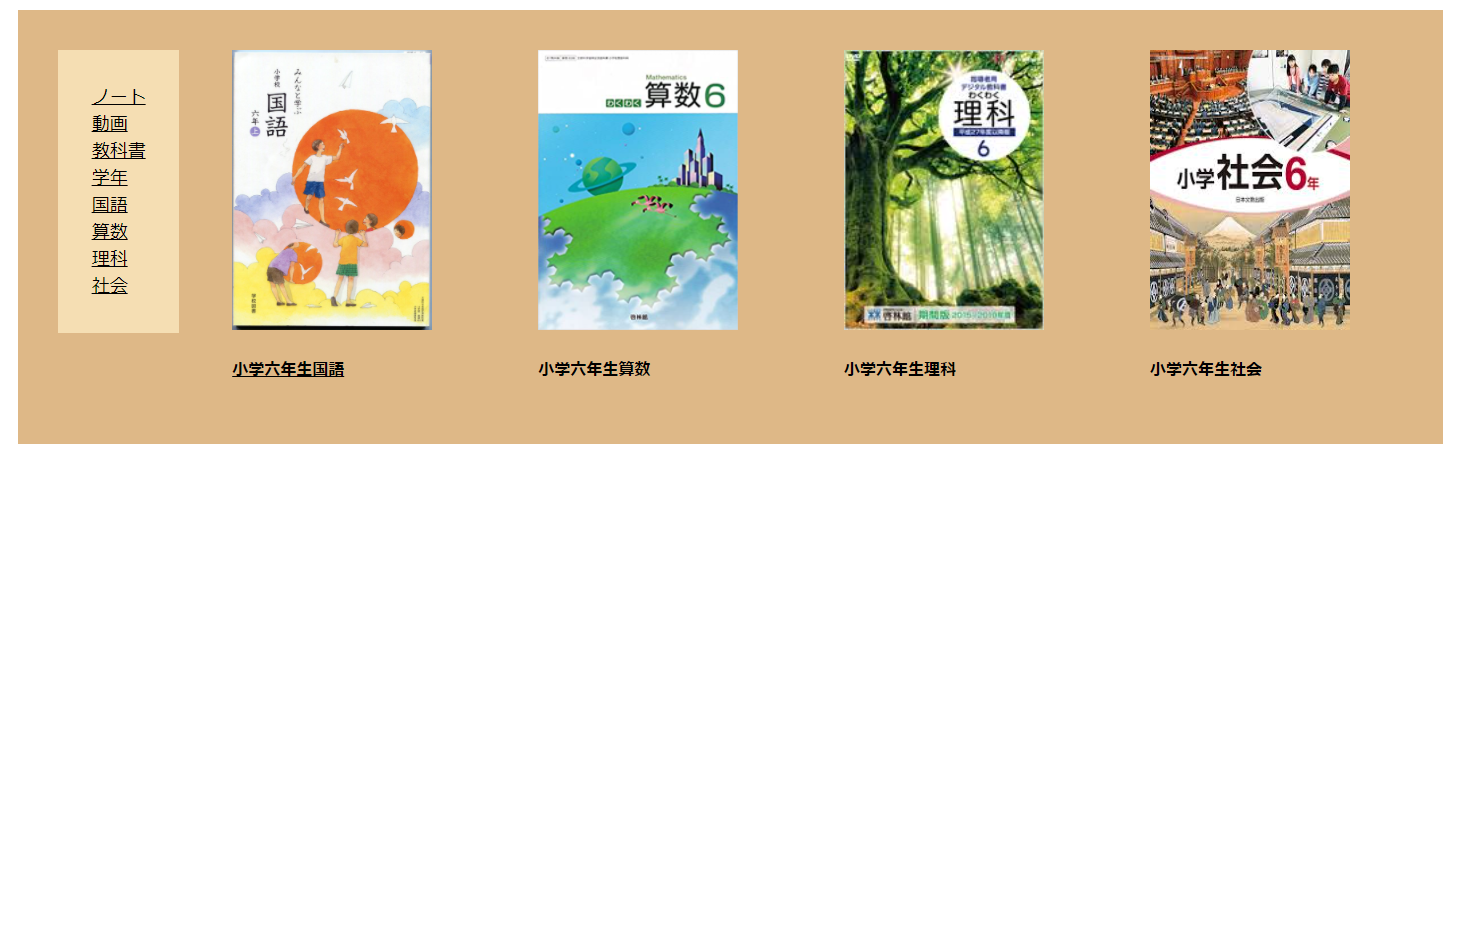 ノート
動画
教科書
学年
国語
算数
理科
社会
みんなと学ぶ
小学校
国語
六年上
学校図書
小学六年生国語
Mathematics
わくわく 算数6
啓林館
小学六年生算数
指導者用
デジタル教科書
わくわく
理科
平成27年度以降版
6
啓林館 期間版 2015~2019年度
小学六年生理科
小学 社会 6年
日本文教出版
小学六年生社会